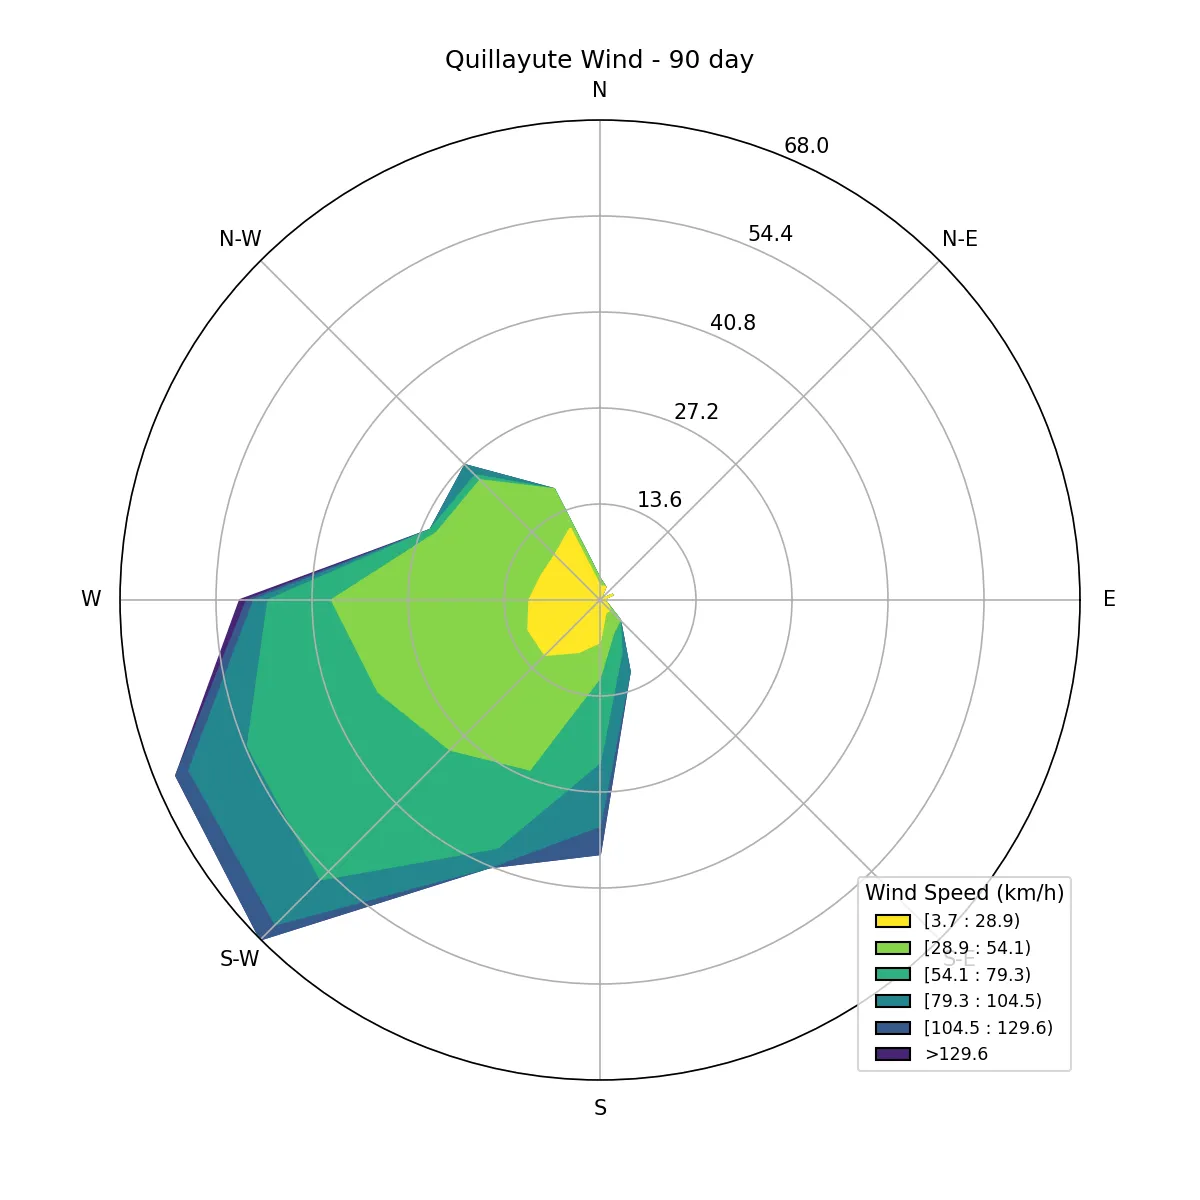 Quillayute Wind - 90 day
N
68.0
N-W
54.4
N-E
40.8
27.2
13.6
W
E
S-W
S-E
S
Wind Speed (km/h)
[3.7 : 28.9)
[28.9 : 54.1)
[54.1 : 79.3)
[79.3 : 104.5)
[104.5 : 129.6)
>129.6